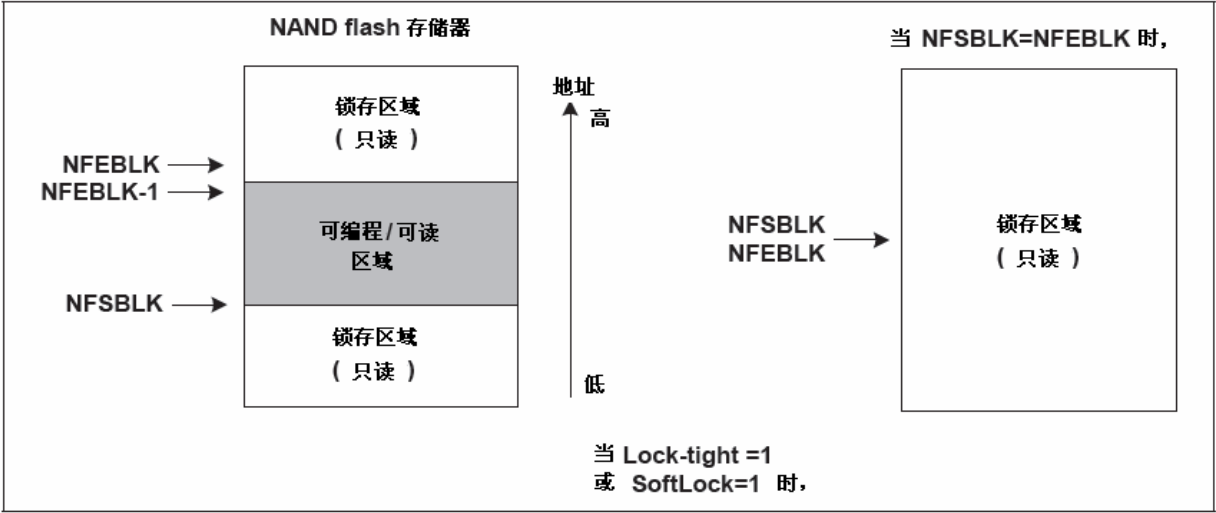 NAND flash 存储器
锁存区域
( 只读 )
NFEBLK
NFEBLK-1
可编程/可读
区域
NFSBLK
锁存区域
( 只读 )
地址
高
低
当 Lock-tight =1
或 SoftLock=1 时，
当 NFSBLK=NFEBLK 时，
NFSBLK
NFEBLK
锁存区域
( 只读 )